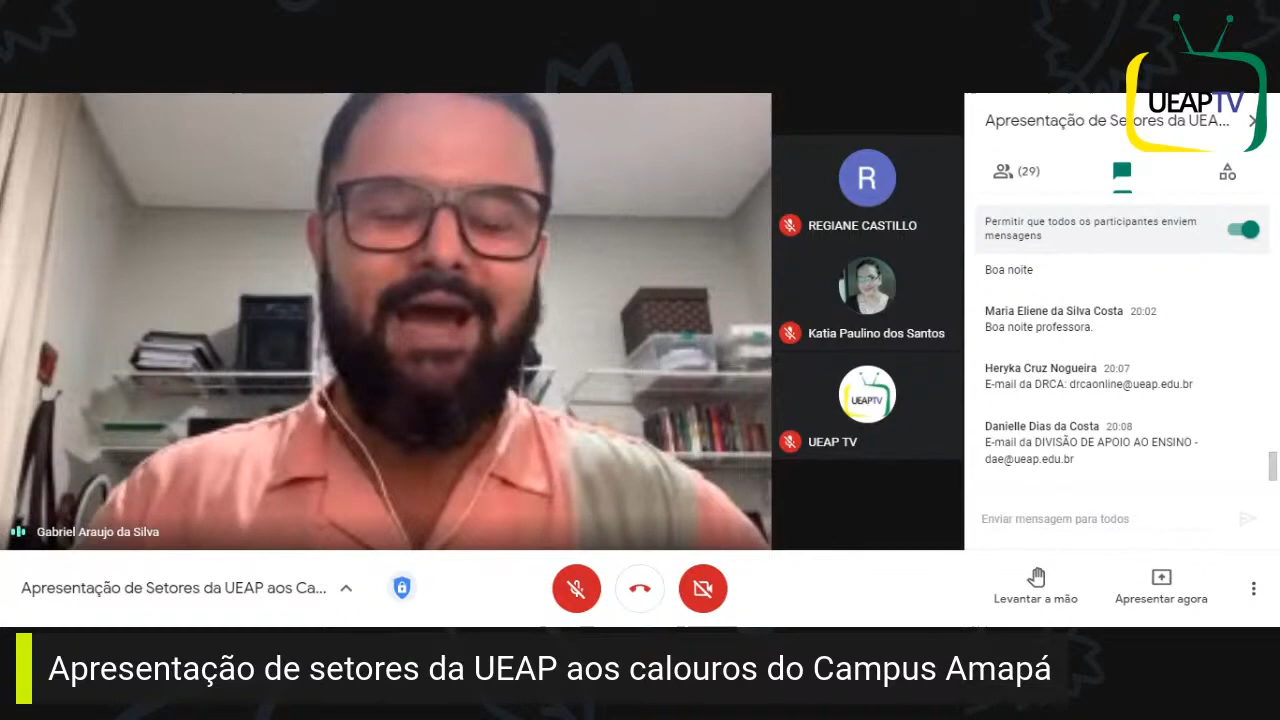 UEAPTV
Apresentação de Setores da UEA...
(29)
Permitir que todos os participantes enviem
mensagens
Boa noite
Maria Eliene da Silva Costa 20:02
Boa noite professora.
Heryka Cruz Nogueira 20:07
E-mail da DRCA: drcaonline@ueap.edu.br
Danielle Dias da Costa 20:08
E-mail da DIVISÃO DE APOIO AO ENSINO -
dae@ueap.edu.br
Enviar mensagem para todos
R
REGIANE CASTILLO
Katia Paulino dos Santos
UEAPTV
UEAP TV
Gabriel Araujo da Silva
Apresentação de Setores da UEAP aos Ca...
Levantar a mão
Apresentar agora
Apresentação de setores da UEAP aos calouros do Campus Amapá